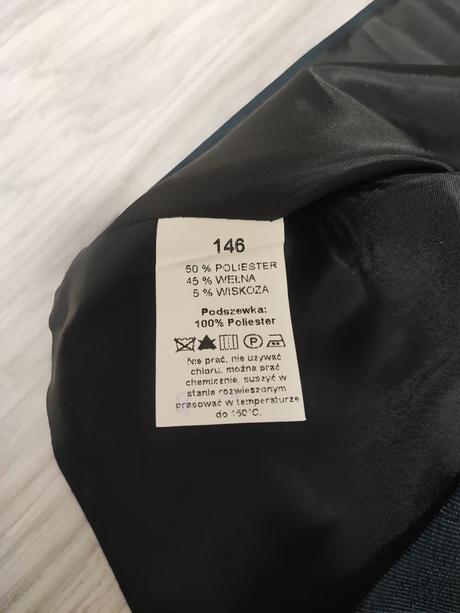 146
50 % POLIESTER
45 % WEŁNA
5 % WISKOZA
Podszewka:
100% Poliester
P
Nie prać, nie używać
chloru, można prać
chemicznie, suszyć w
stanie rozwieszonym
prasować w temperaturze
do 160°C.